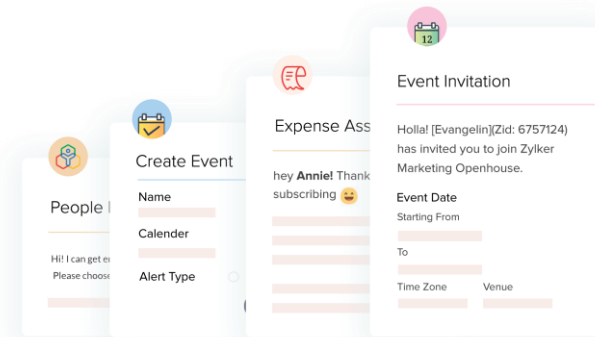 People
Hi! I can get
Please choose
Create Event
Name
Calender
Alert Type
Expense Ass
hey Annie! Thank
subscribing
12
Event Invitation
Holla! [Evangelin](Zid: 6757124)
has invited you to join Zylker
Marketing Openhouse.
Event Date
Starting From
To
Time Zone Venue